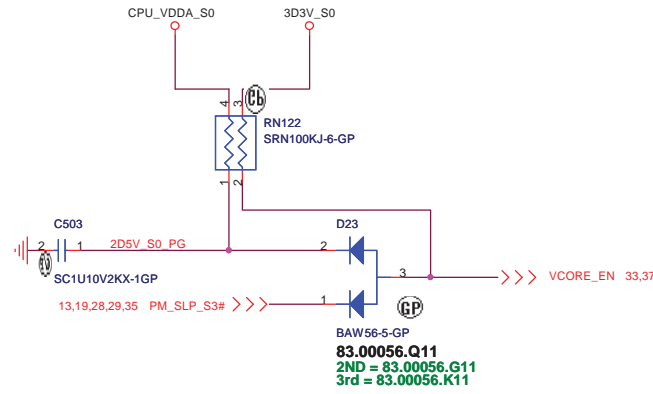 CPU_VDDA_S0
3D3V_S0
4
3
RN122
SRN100KJ-6-GP
1
2
C503
2
1
2D5V_S0_PG
SC1U10V2KX-1GP
D23
2
3
VCORE_EN 33,37
13,19,28,29,35 PM_SLP_S3#
1
GP
BAW56-5-GP
83.00056.Q11
2ND = 83.00056.G11
3rd = 83.00056.K11